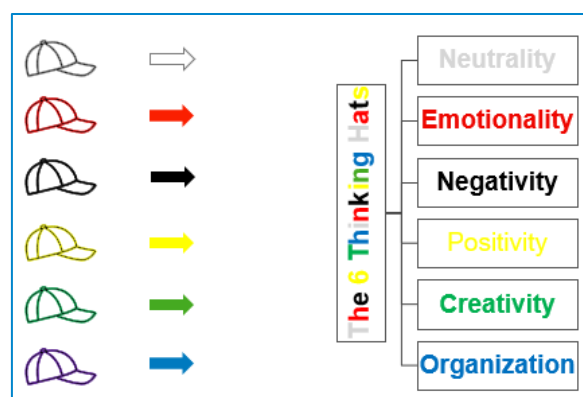 The 6 Thinking Hats
Neutrality
Emotionality
Negativity
Positivity
Creativity
Organization